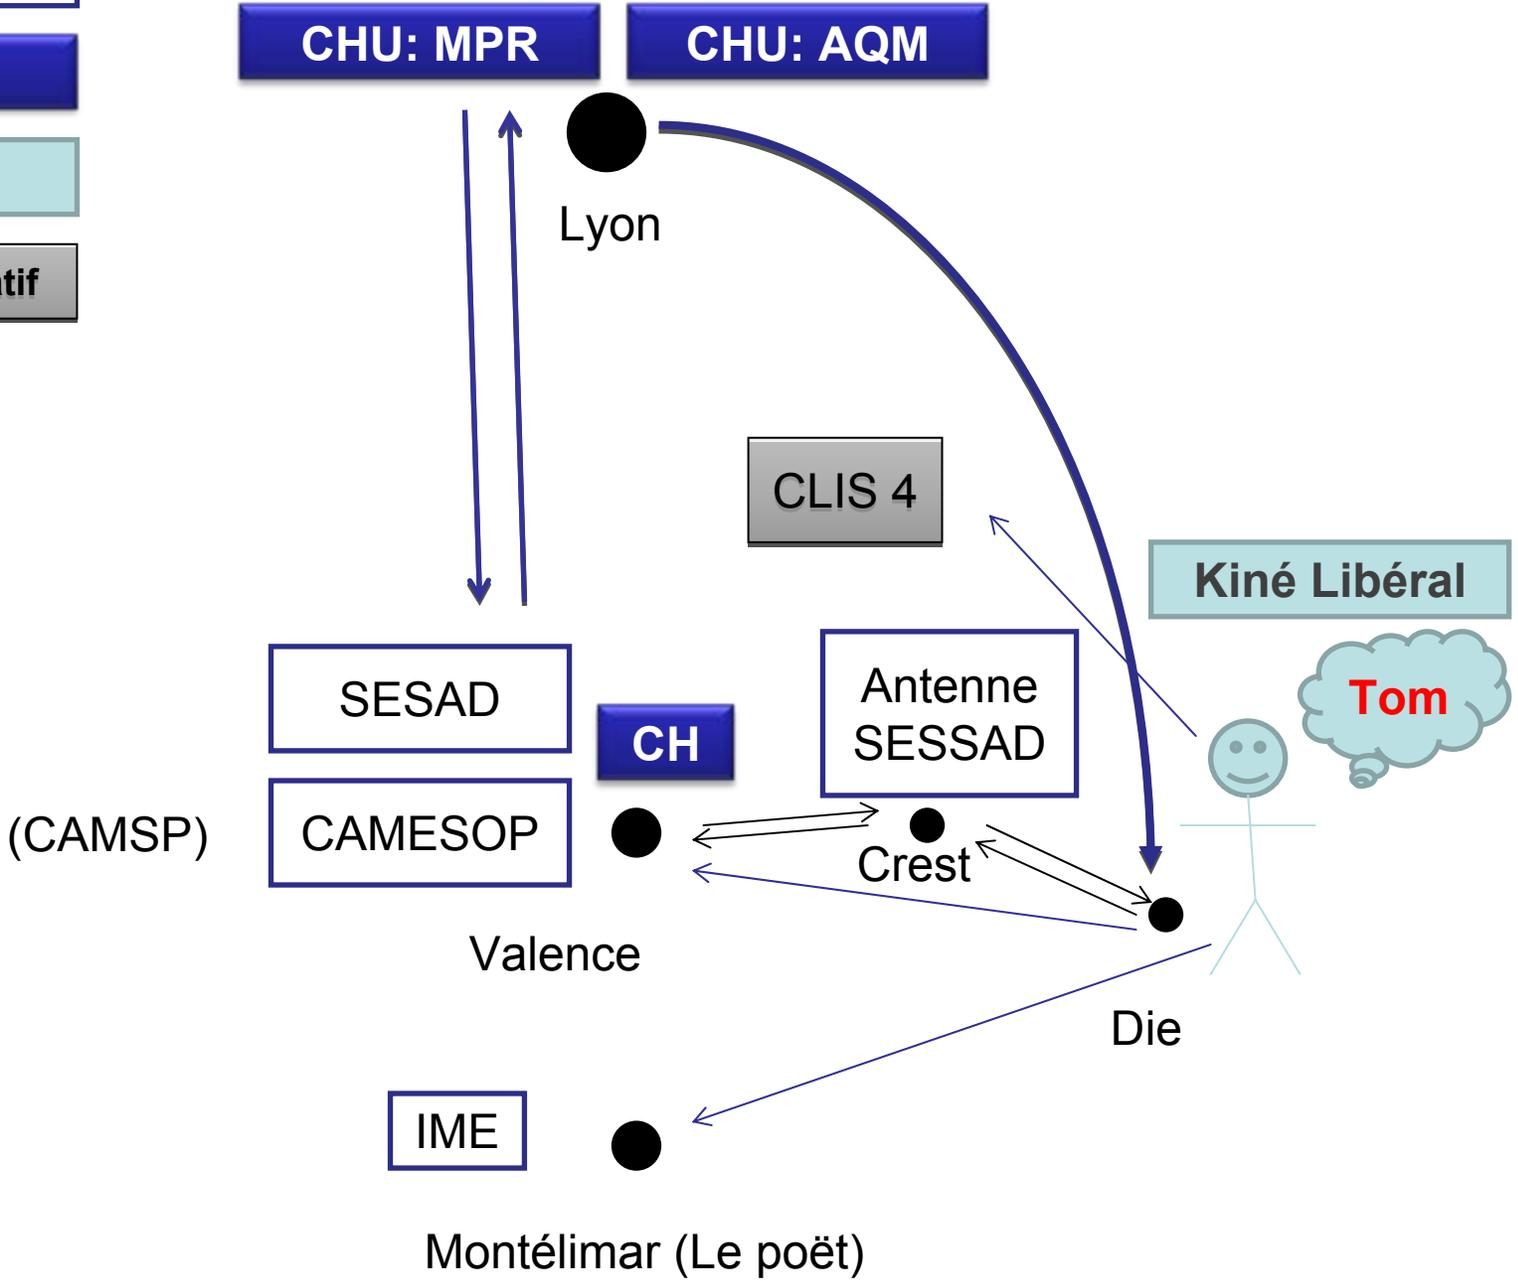 CHU: MPR
CHU: AQM
Lyon
CLIS 4
Kiné Libéral
Tom
SESAD
CH
Antenne
SESSAD
(CAMSP)
CAMESOP
Crest
Valence
Die
IME
Montélimar (Le poët)